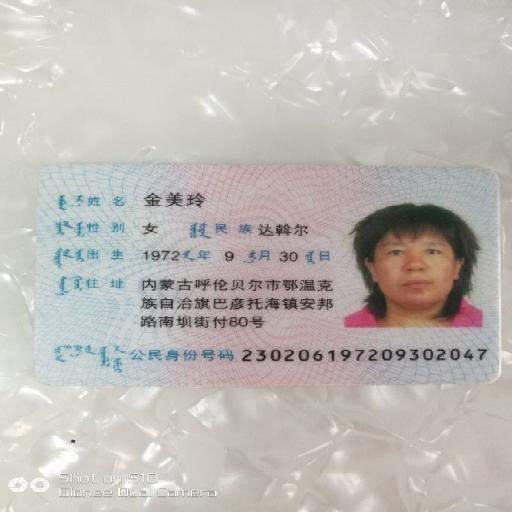 姓名 金美玲
性别 女 民族 达斡尔
出生 1972 年 9 月 30 日
住址 内蒙古呼伦贝尔市鄂温克
族自治旗巴彦托海镇安邦
路南坝街付80号
公民身份号码 230206197209302047
Shot on S10
Gionee Dual Camera